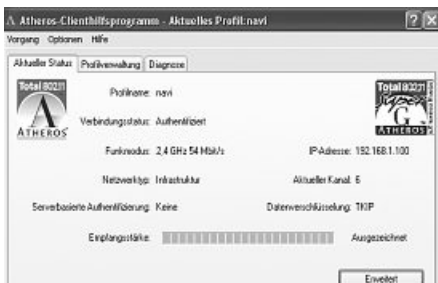 Atheros-Clienthilfsprogramm - Aktuelles Profil:navi
Vorgang Optionen Hilfe
Aktueller Status Profilverwaltung Diagnose
Total 802.11
ATHEROS
Total 802.11
G
ATHEROS
Profilname: navi
Verbindungsstatus: Authentifiziert
Funkmodus: 2,4 GHz 54 Mbit/s IP-Adresse: 192.168.1.100
Netzwerktyp: Infrastruktur Aktueller Kanal: 6
Serverbasierte Authentifizierung: Keine Datenverschlüsselung: TKIP
Empfangsstärke: Ausgezeichnet
Erweitert